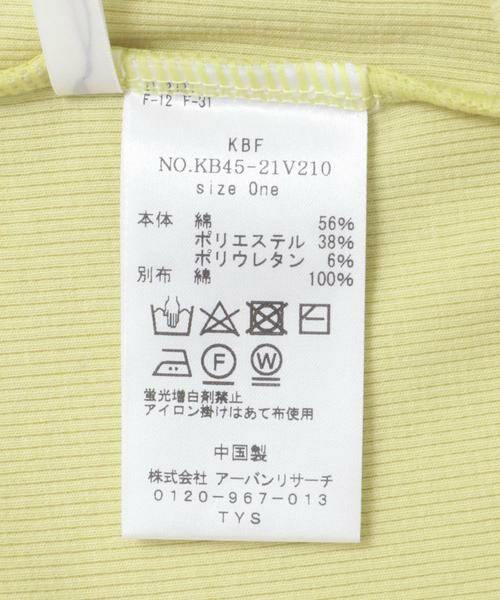 F-12 F-31
KBF
NO.KB45-21V210
size One
本体 綿 56%
ポリエステル 38%
ポリウレタン 6%
別布 綿 100%
F W
蛍光増白剤禁止
アイロン掛けはあて布使用
中国製
株式会社 アーバンリサーチ
0120-967-013
TYS